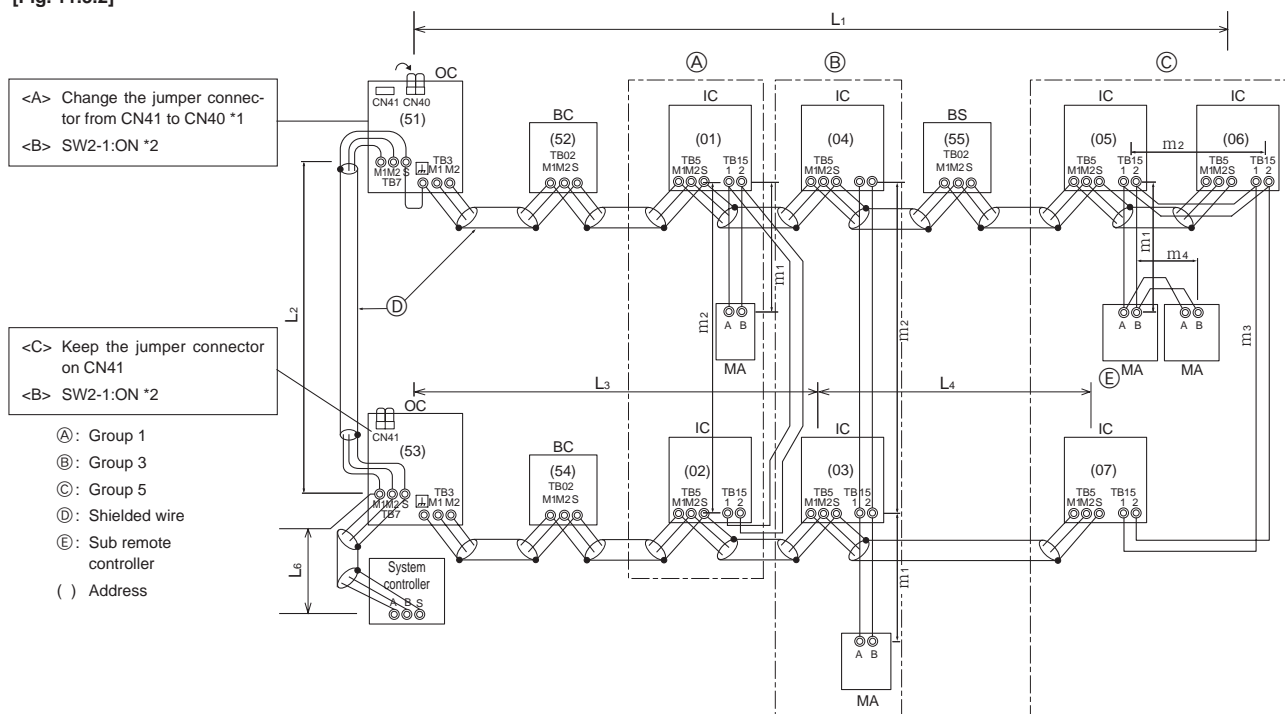 [Fig. 11.3.2]
L1
<A> Change the jumper connec-
tor from CN41 to CN40 *1
<B> SW2-1:ON *2
OC
CN41 CN40
(51)
M1M2 S
TB7
TB3
M1 M2
BC
(52)
TB02
M1M2S
A
IC
(01)
TB5
M1M2S
TB15
1 2
B
IC
(04)
TB5
M1M2S
BS
(55)
TB02
M1M2S
C
IC
(05)
TB5
M1M2S
TB15
1 2
IC
(06)
TB5
M1M2S
TB15
1 2
m2
m1
A B
MA
m2
m2
m1
m4
A B
MA
A B
MA
E
m3
L2
D
<C> Keep the jumper connector
on CN41
<B> SW2-1:ON *2
L3
L4
OC
CN41
(53)
M1M2 S
TB7
TB3
M1 M2
BC
(54)
TB02
M1M2S
IC
(02)
TB5
M1M2S
TB15
1 2
IC
(03)
TB5
M1M2S
TB15
1 2
IC
(07)
TB5
M1M2S
TB15
1 2
A: Group 1
B: Group 3
C: Group 5
D: Shielded wire
E: Sub remote
controller
( ) Address
L6
System
controller
A B S
m1
A B
MA